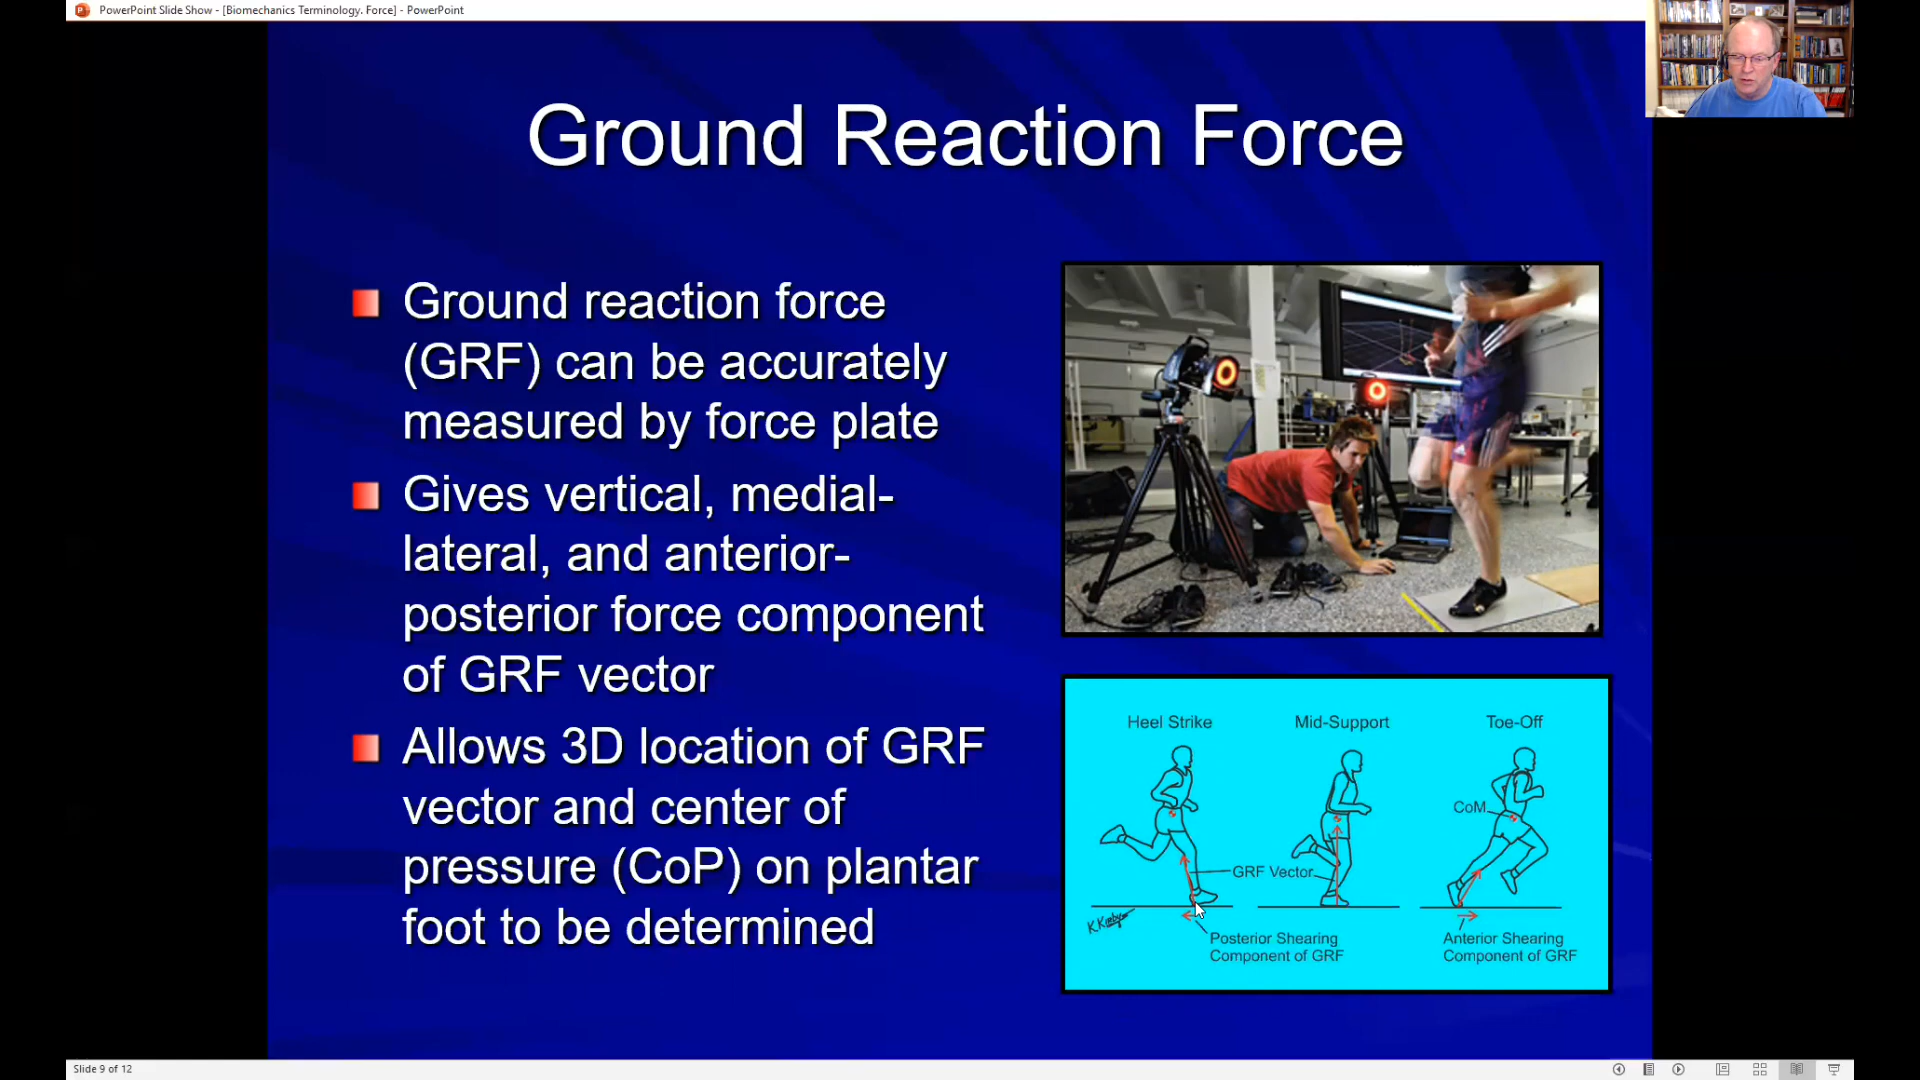 PowerPoint Slide Show - [Biomechanics Terminology. Force] - PowerPoint
Ground Reaction Force
Ground reaction force
(GRF) can be accurately
measured by force plate
Gives vertical, medial-
lateral, and anterior-
posterior force component
of GRF vector
Allows 3D location of GRF
vector and center of
pressure (CoP) on plantar
foot to be determined
Heel Strike
Mid-Support
Toe-Off
CoM
GRF Vector
K.Kirby
Posterior Shearing
Component of GRF
Anterior Shearing
Component of GRF
Slide 9 of 12